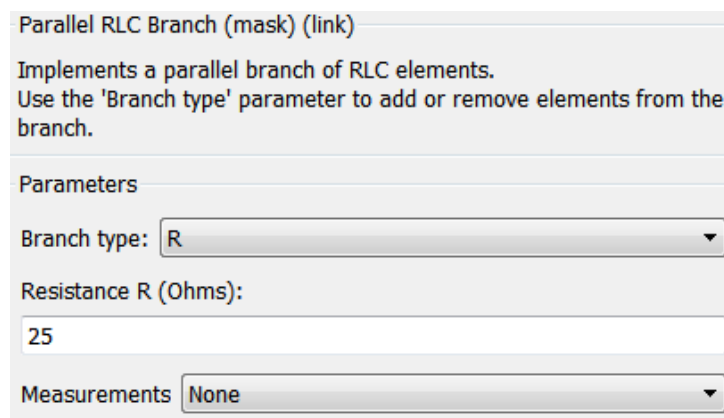 Parallel RLC Branch (mask) (link)
Implements a parallel branch of RLC elements.
Use the 'Branch type' parameter to add or remove elements from the
branch.
Parameters
Branch type: R
Resistance R (Ohms):
25
Measurements None